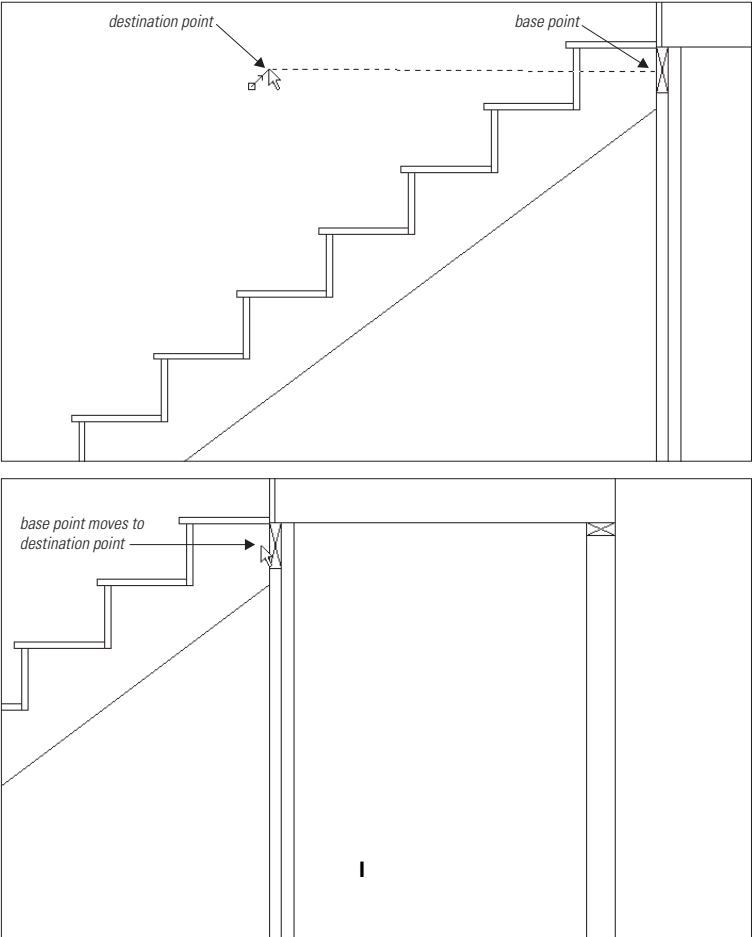 destination point
base point
base point moves to
destination point